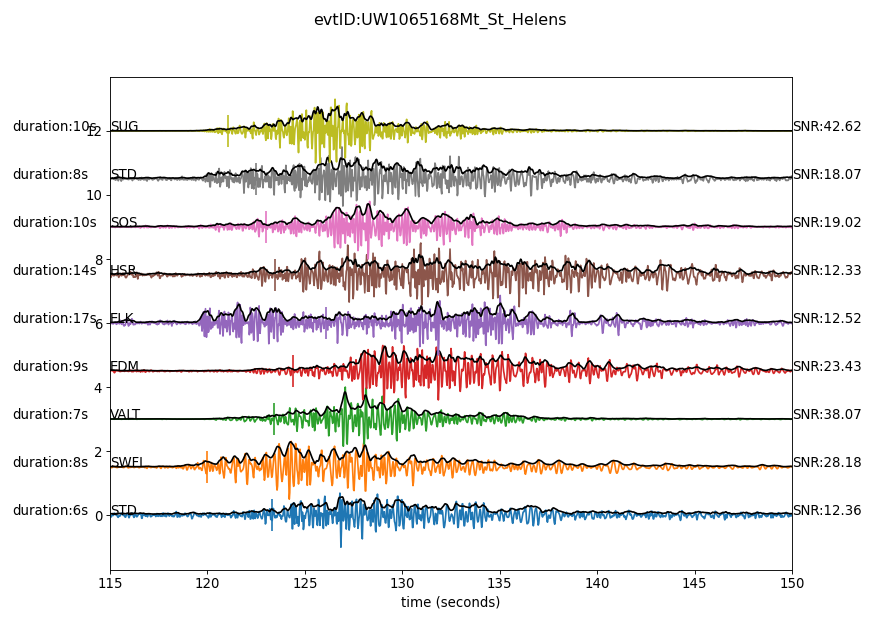 evtID:UW1065168Mt_St_Helens
duration:10s SUG SNR:42.62
12
duration:8s STD SNR:18.07
10
duration:10s SOS SNR:19.02
8
duration:14s HSR SNR:12.33
duration:17s ELK SNR:12.52
6
duration:9s EDM SNR:23.43
4
duration:7s VALT SNR:38.07
2
duration:8s SWFL SNR:28.18
duration:6s STD SNR:12.36
0
115 120 125 130 135 140 145 150
time (seconds)